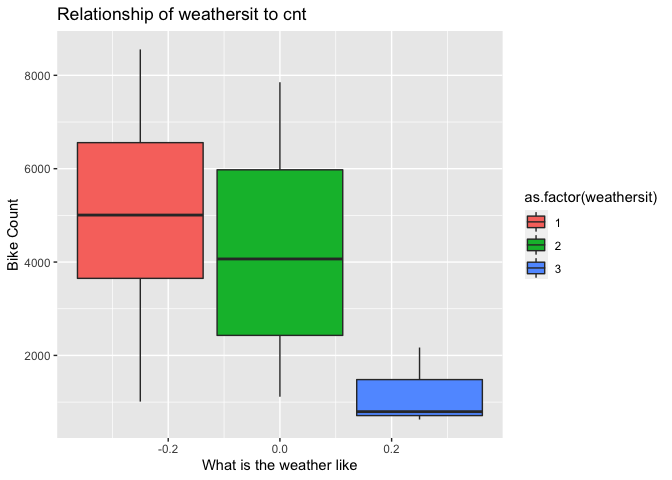 Relationship of weathersit to cnt
8000
6000
4000
2000
Bike Count
-0.2 0.0 0.2
What is the weather like
as.factor(weathersit)
1
2
3